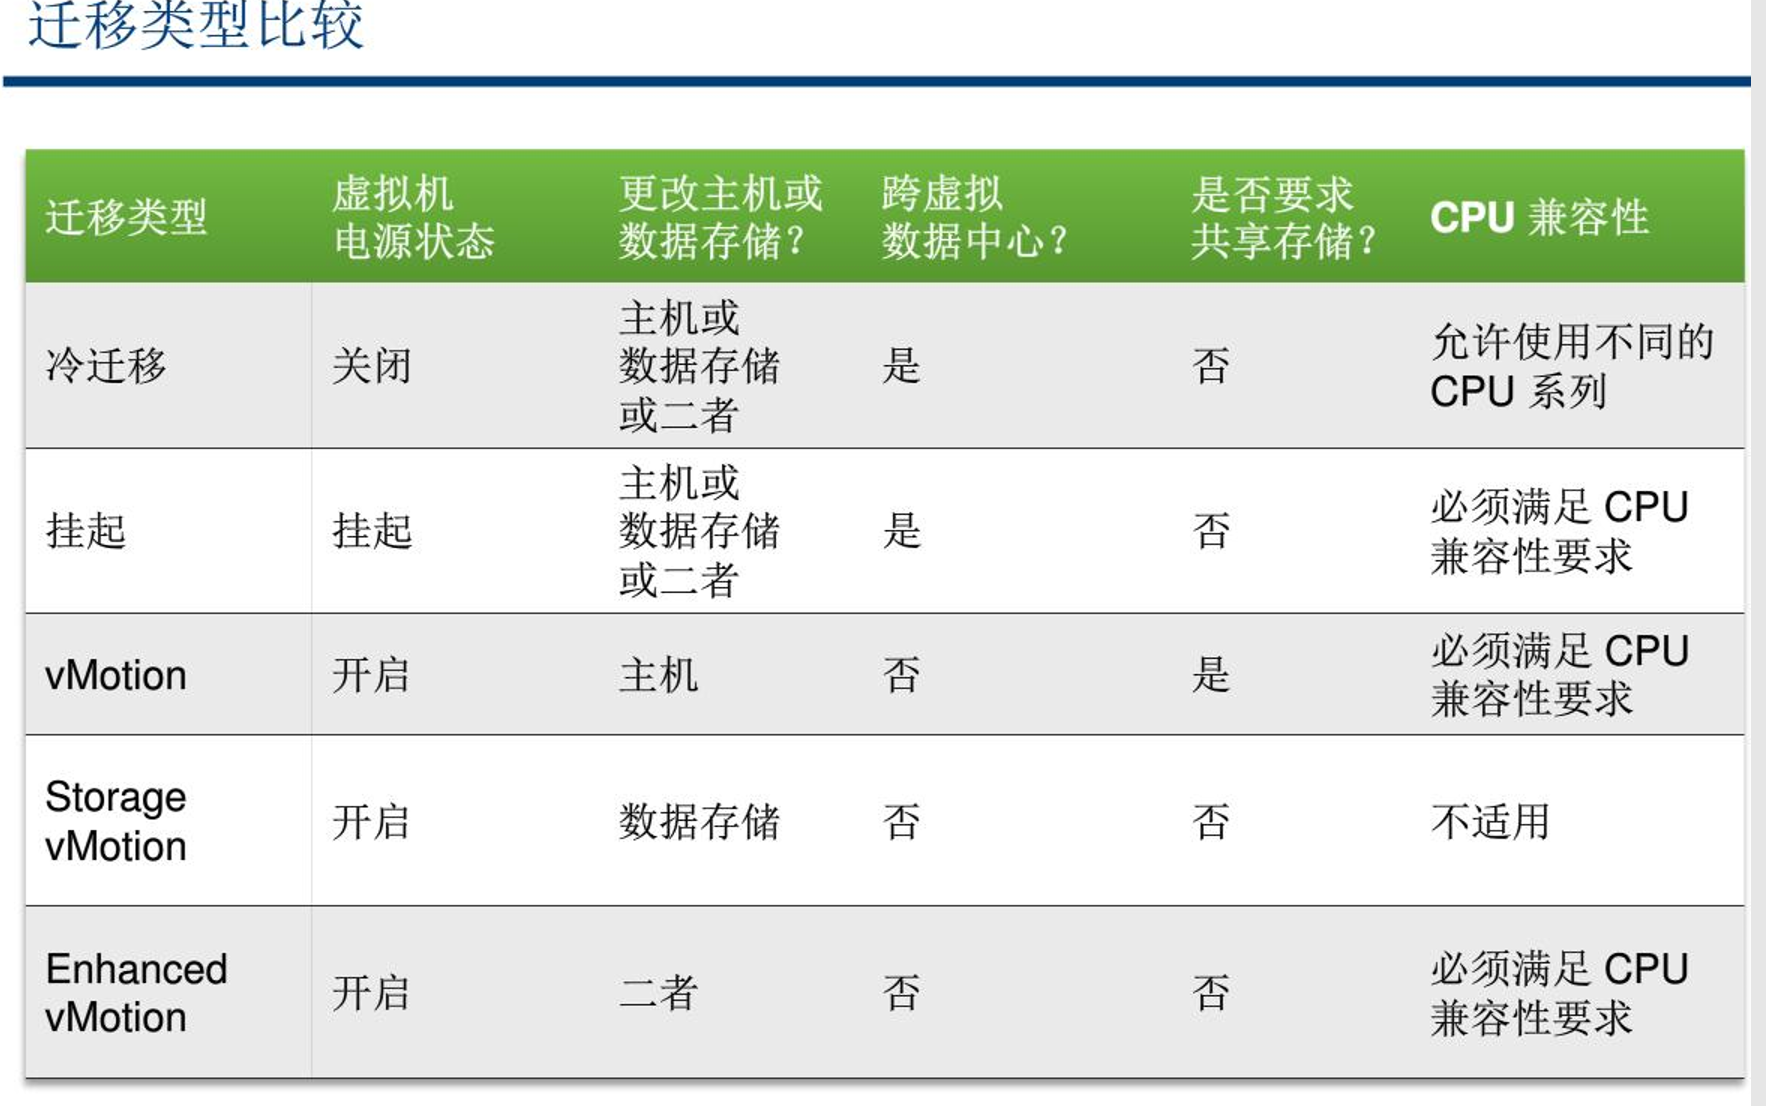 迁移类型比较
迁移类型
虚拟机
电源状态
更改主机或
数据存储？
跨虚拟
数据中心？
是否要求
共享存储？
CPU 兼容性
冷迁移
关闭
主机或
数据存储
或二者
是
否
允许使用不同的
CPU 系列
挂起
挂起
主机或
数据存储
或二者
是
否
必须满足 CPU
兼容性要求
vMotion
开启
主机
否
是
必须满足 CPU
兼容性要求
Storage
vMotion
开启
数据存储
否
否
不适用
Enhanced
vMotion
开启
二者
否
否
必须满足 CPU
兼容性要求